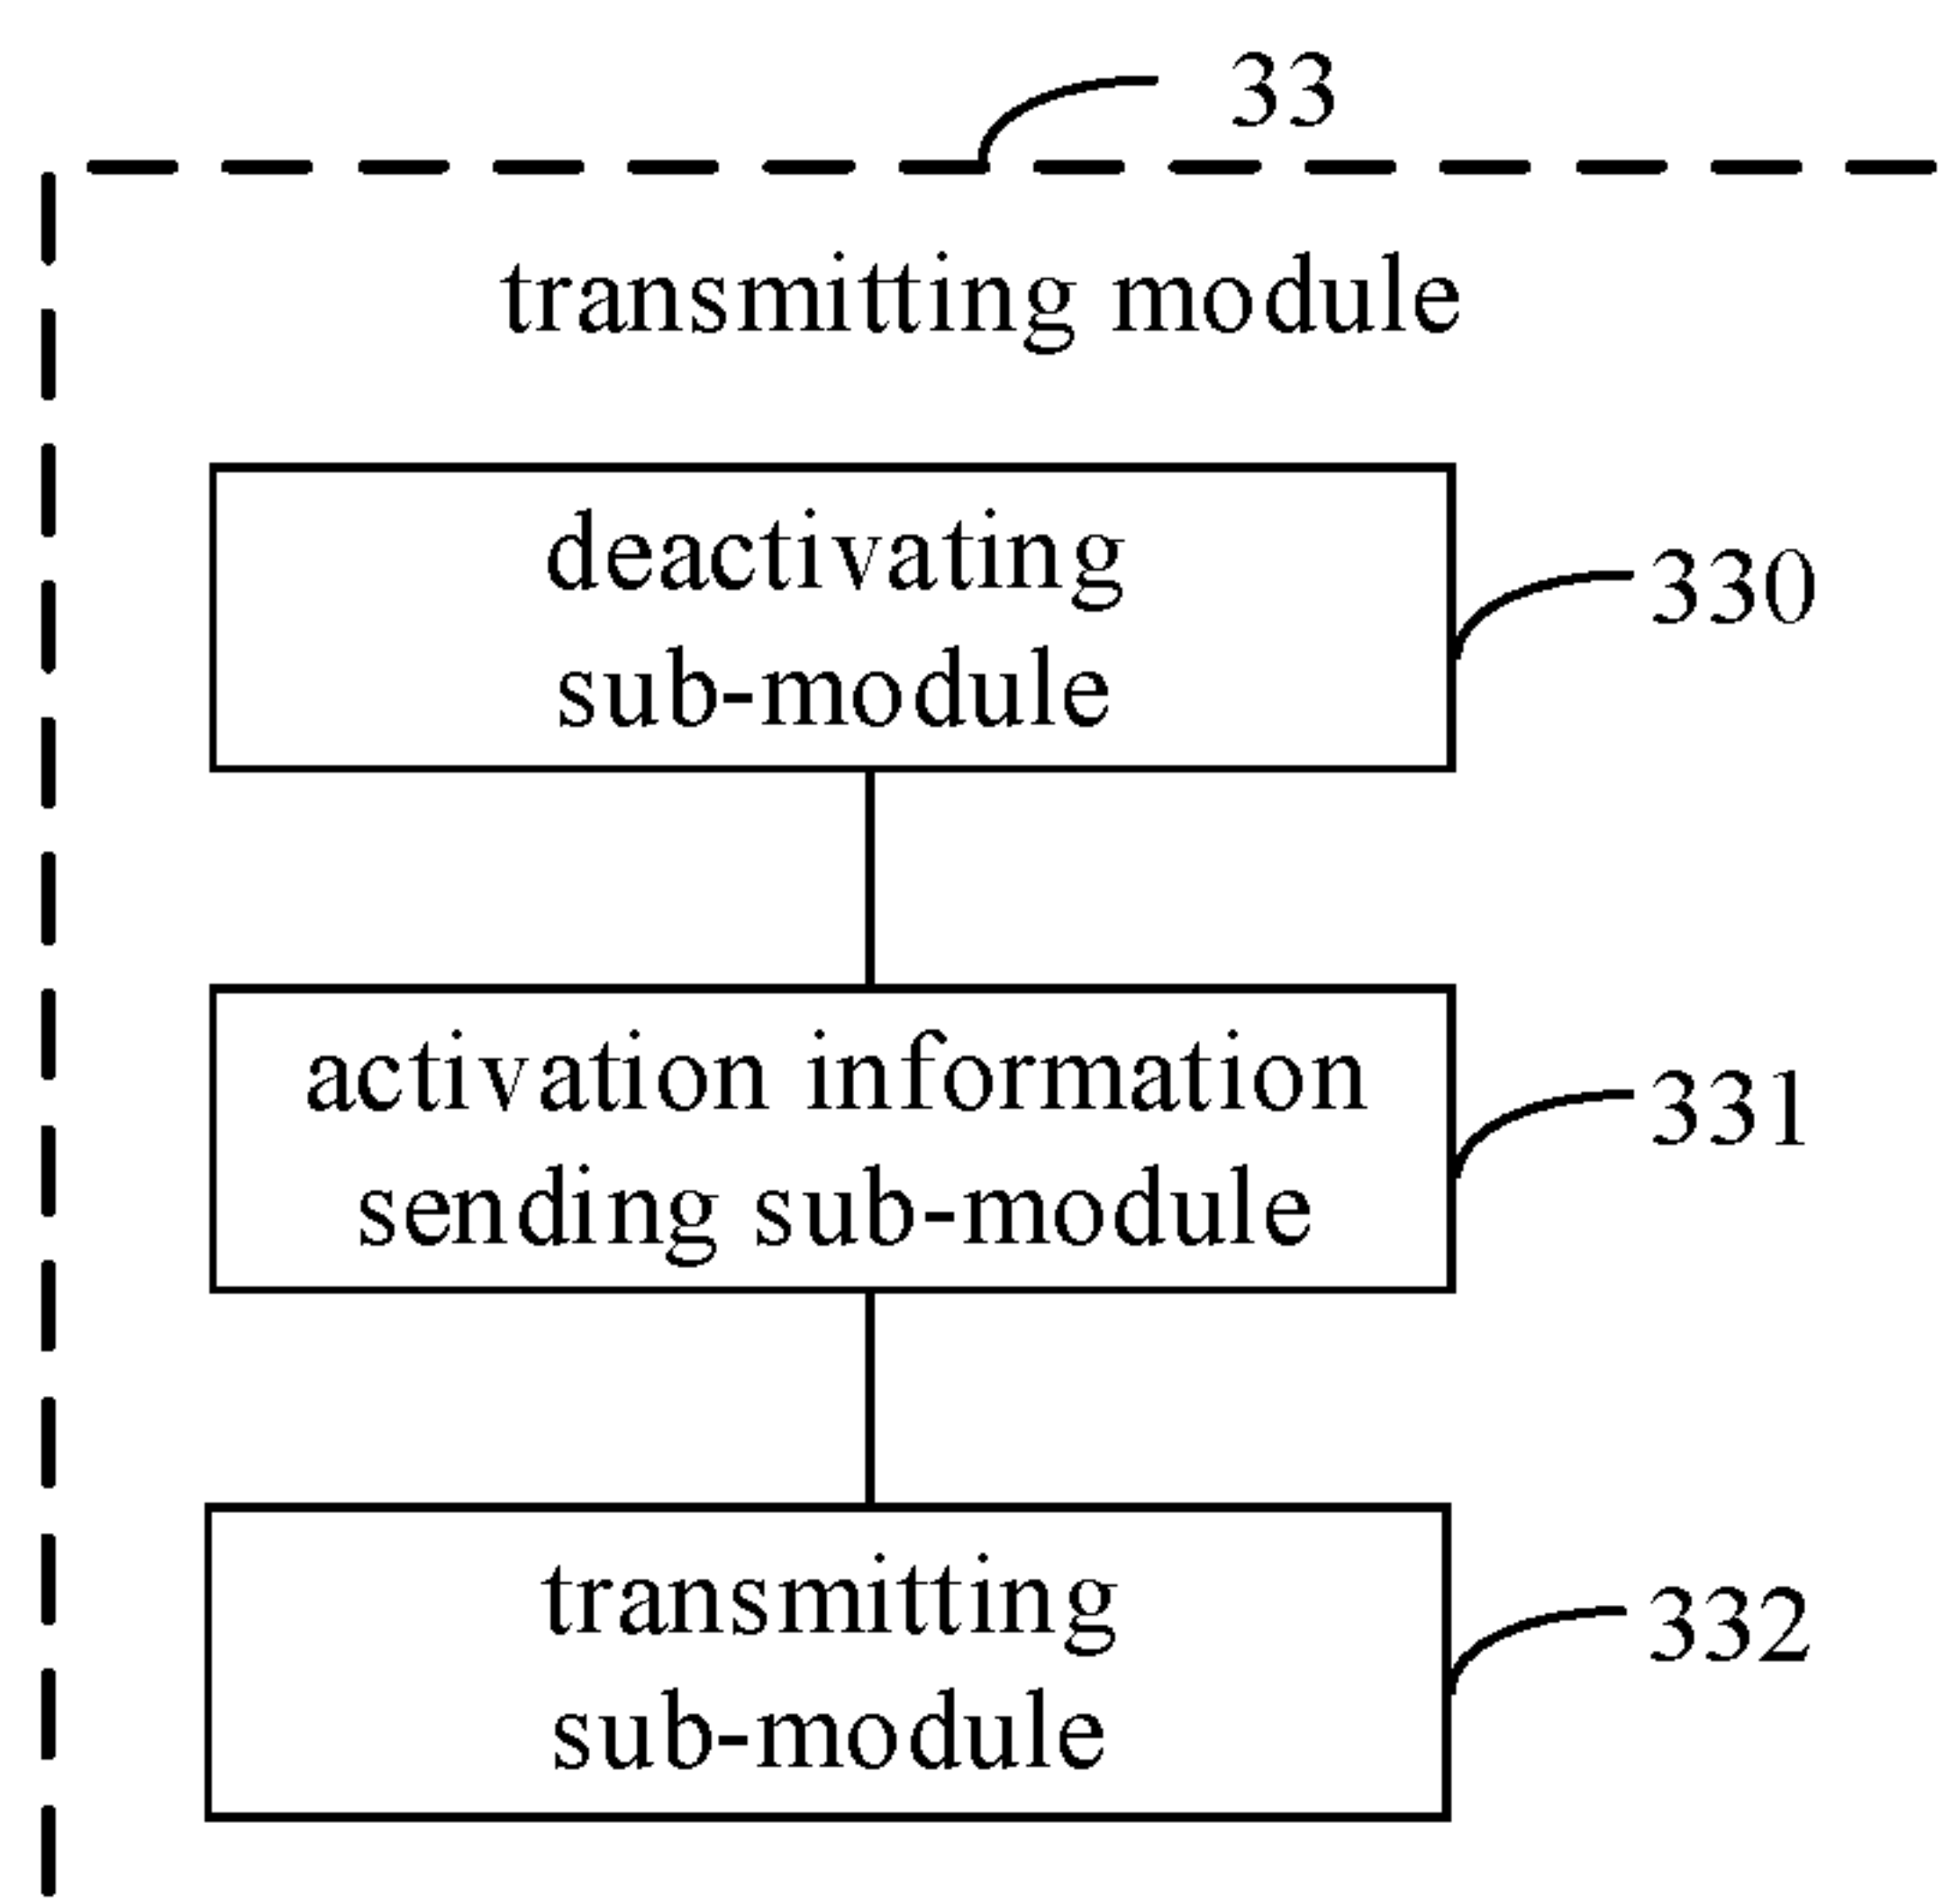 33
transmitting module
deactivating
sub-module
330
activation information
sending sub-module
331
transmitting
sub-module
332